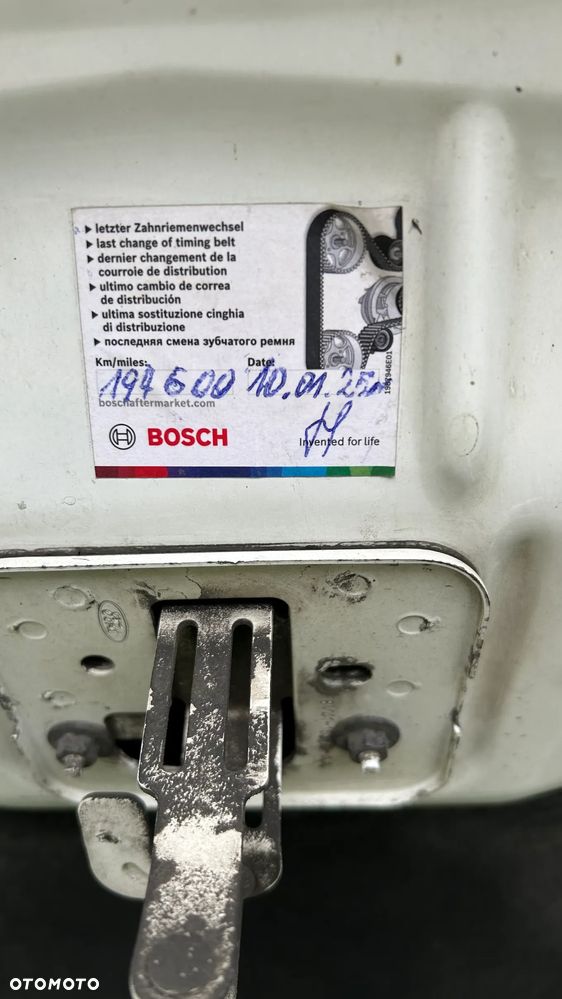 ▶ letzter Zahnriemenwechsel
▶ last change of timing belt
▶ dernier changement de la
courroie de distribution
▶ ultimo cambio de correa
de distribución
▶ ultima sostituzione cinghia
di distribuzione
▶ последняя смена зубчатого ремня
Km/miles: Date:
197600 10.01.25
boschaftermarket.com
BOSCH
Invented for life
OTOMOTO